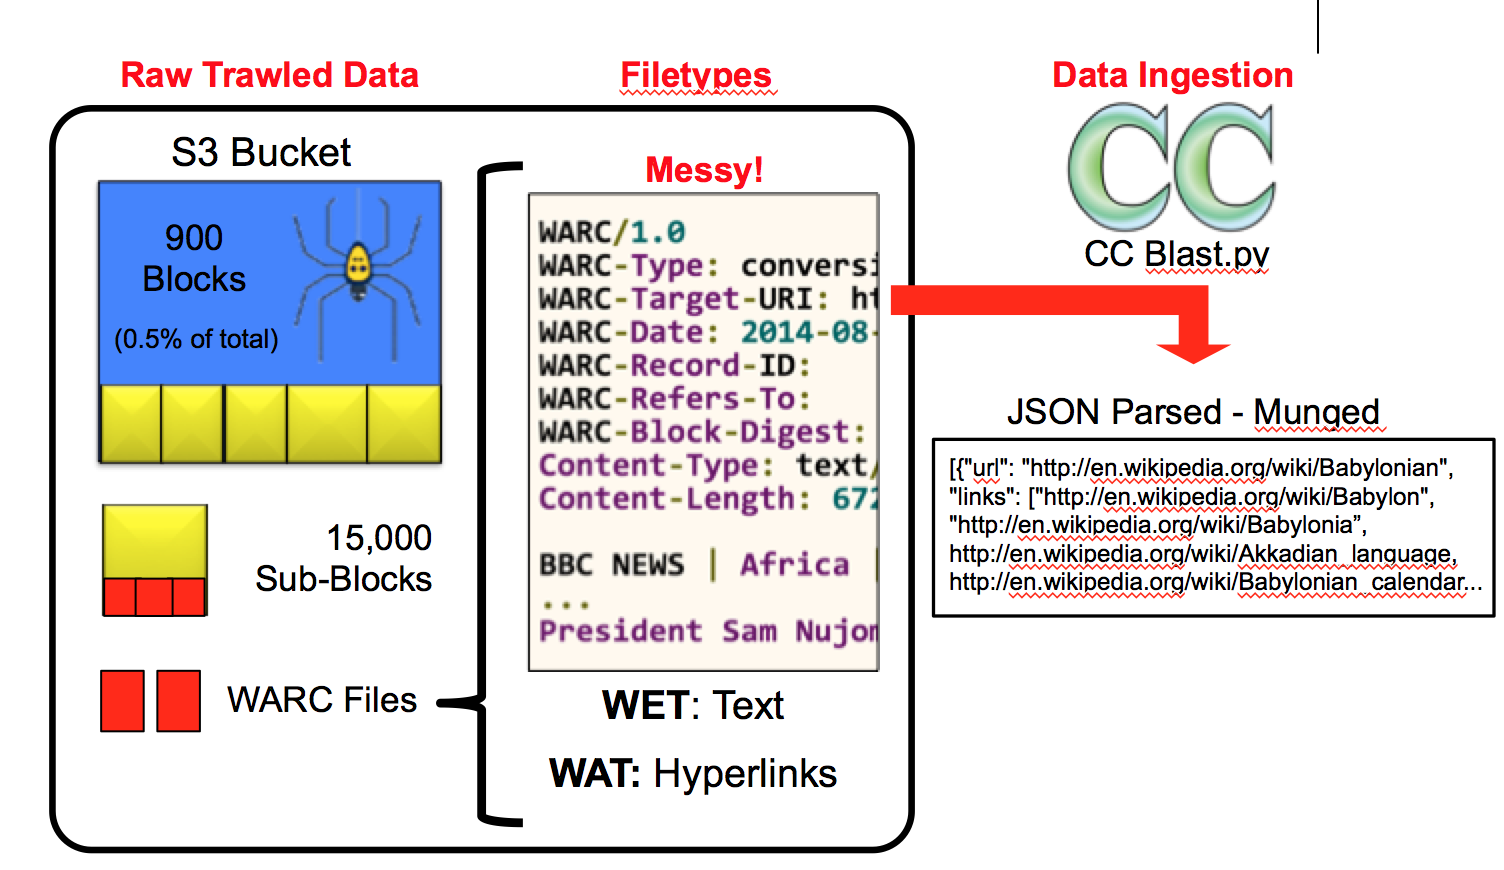 Raw Trawled Data
Filetypes
Data Ingestion
S3 Bucket
900
Blocks
(0.5% of total)
15,000
Sub-Blocks
WARC Files
Messy!
WARC/1.0
WARC-Type: conversi
WARC-Target-URI: ht
WARC-Date: 2014-08-
WARC-Record-ID:
WARC-Refers-To:
WARC-Block-Digest:
Content-Type: text/
Content-Length: 672
BBC NEWS | Africa |
...
President Sam Nujom
WET: Text
WAT: Hyperlinks
CC
CC Blast.py
JSON Parsed - Munged
[{"url": "http://en.wikipedia.org/wiki/Babylonian",
"links": ["http://en.wikipedia.org/wiki/Babylon",
"http://en.wikipedia.org/wiki/Babylonia”,
http://en.wikipedia.org/wiki/Akkadian_language,
http://en.wikipedia.org/wiki/Babylonian_calendar...